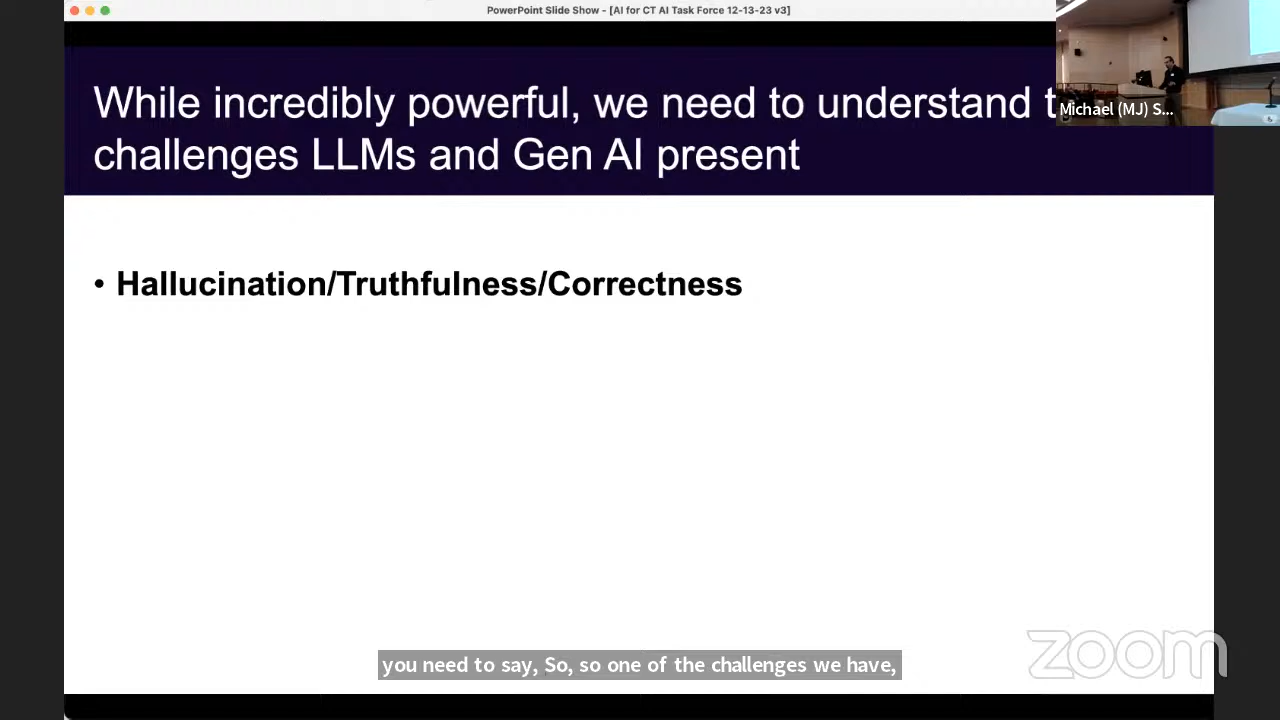 PowerPoint Slide Show - [AI for CT AI Task Force 12-13-23 v3]
While incredibly powerful, we need to understand t
challenges LLMs and Gen AI present
Michael (MJ) S...
• Hallucination/Truthfulness/Correctness
you need to say, So, so one of the challenges we have,
zoom